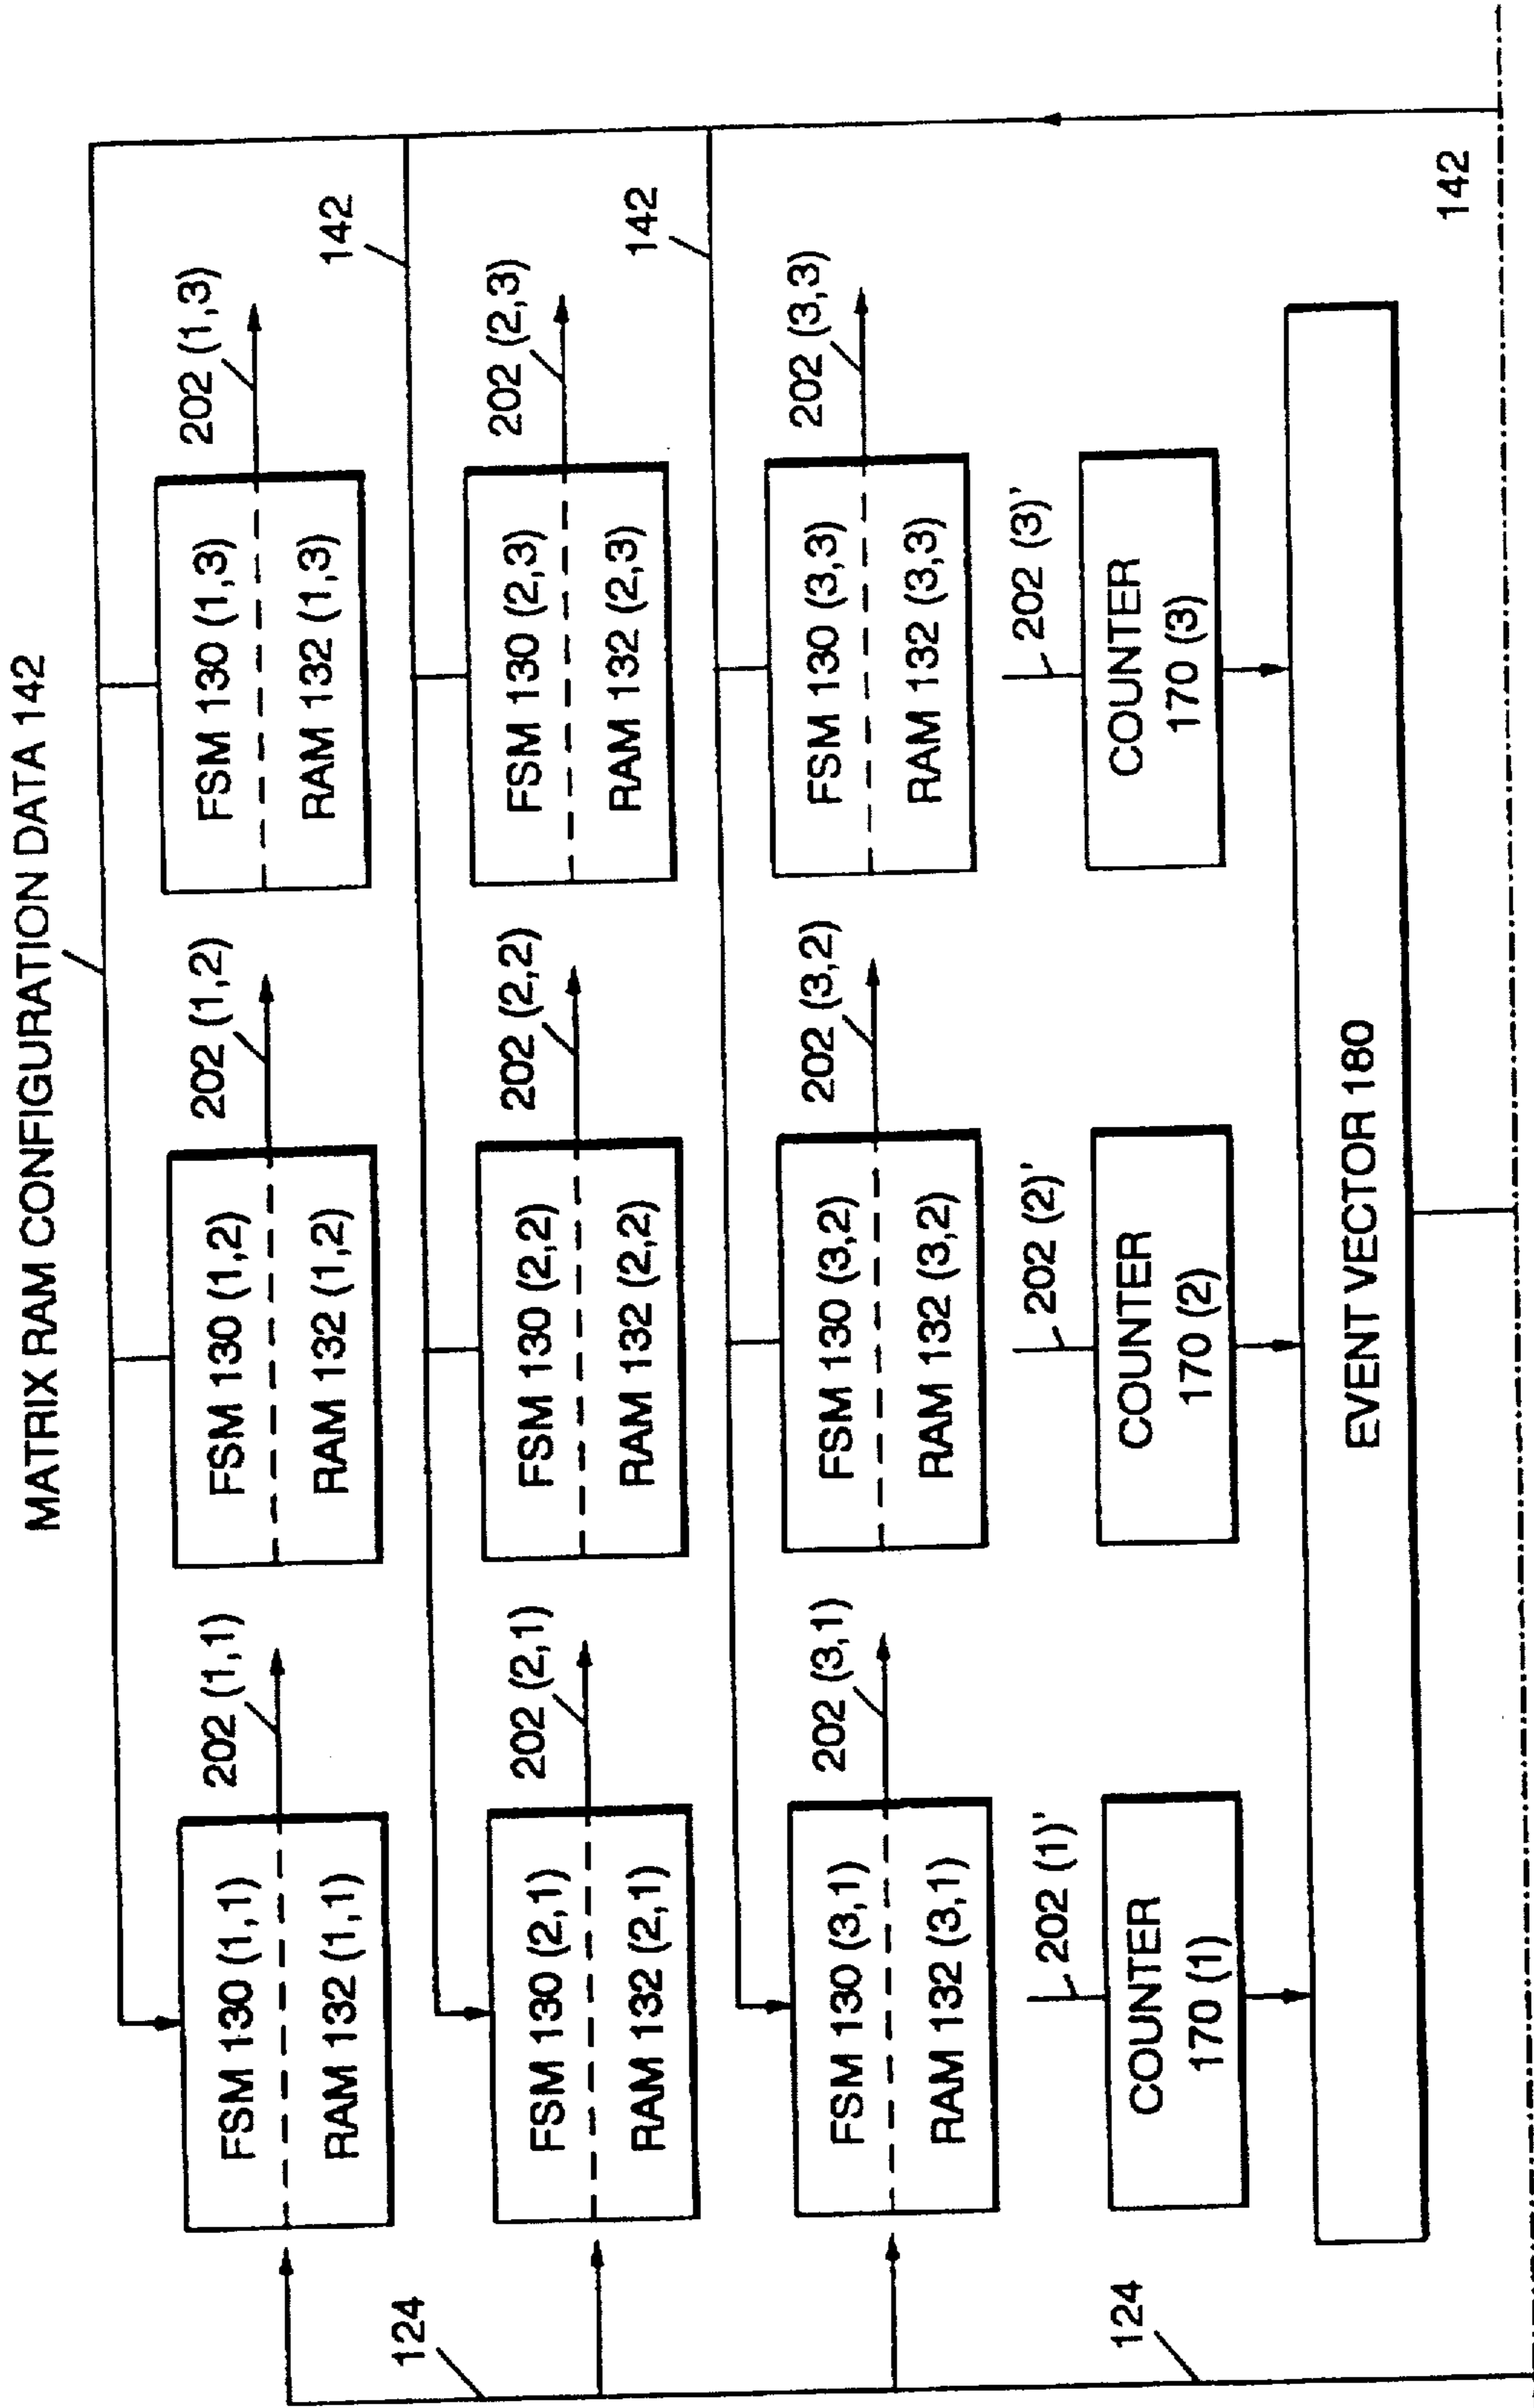 MATRIX RAM CONFIGURATION DATA 142
202 (1,1)
202 (1,2)
202 (1,3)
FSM 130 (1,1)
RAM 132 (1,1)
FSM 130 (1,2)
RAM 132 (1,2)
FSM 130 (1,3)
RAM 132 (1,3)
142
124
202 (2,1)
202 (2,2)
202 (2,3)
FSM 130 (2,1)
RAM 132 (2,1)
FSM 130 (2,2)
RAM 132 (2,2)
FSM 130 (2,3)
RAM 132 (2,3)
142
202 (3,1)
202 (3,2)
202 (3,3)
FSM 130 (3,1)
RAM 132 (3,1)
FSM 130 (3,2)
RAM 132 (3,2)
FSM 130 (3,3)
RAM 132 (3,3)
202 (1)'
202 (2)'
202 (3)'
COUNTER
170 (1)
COUNTER
170 (2)
COUNTER
170 (3)
124
EVENT VECTOR 180
142